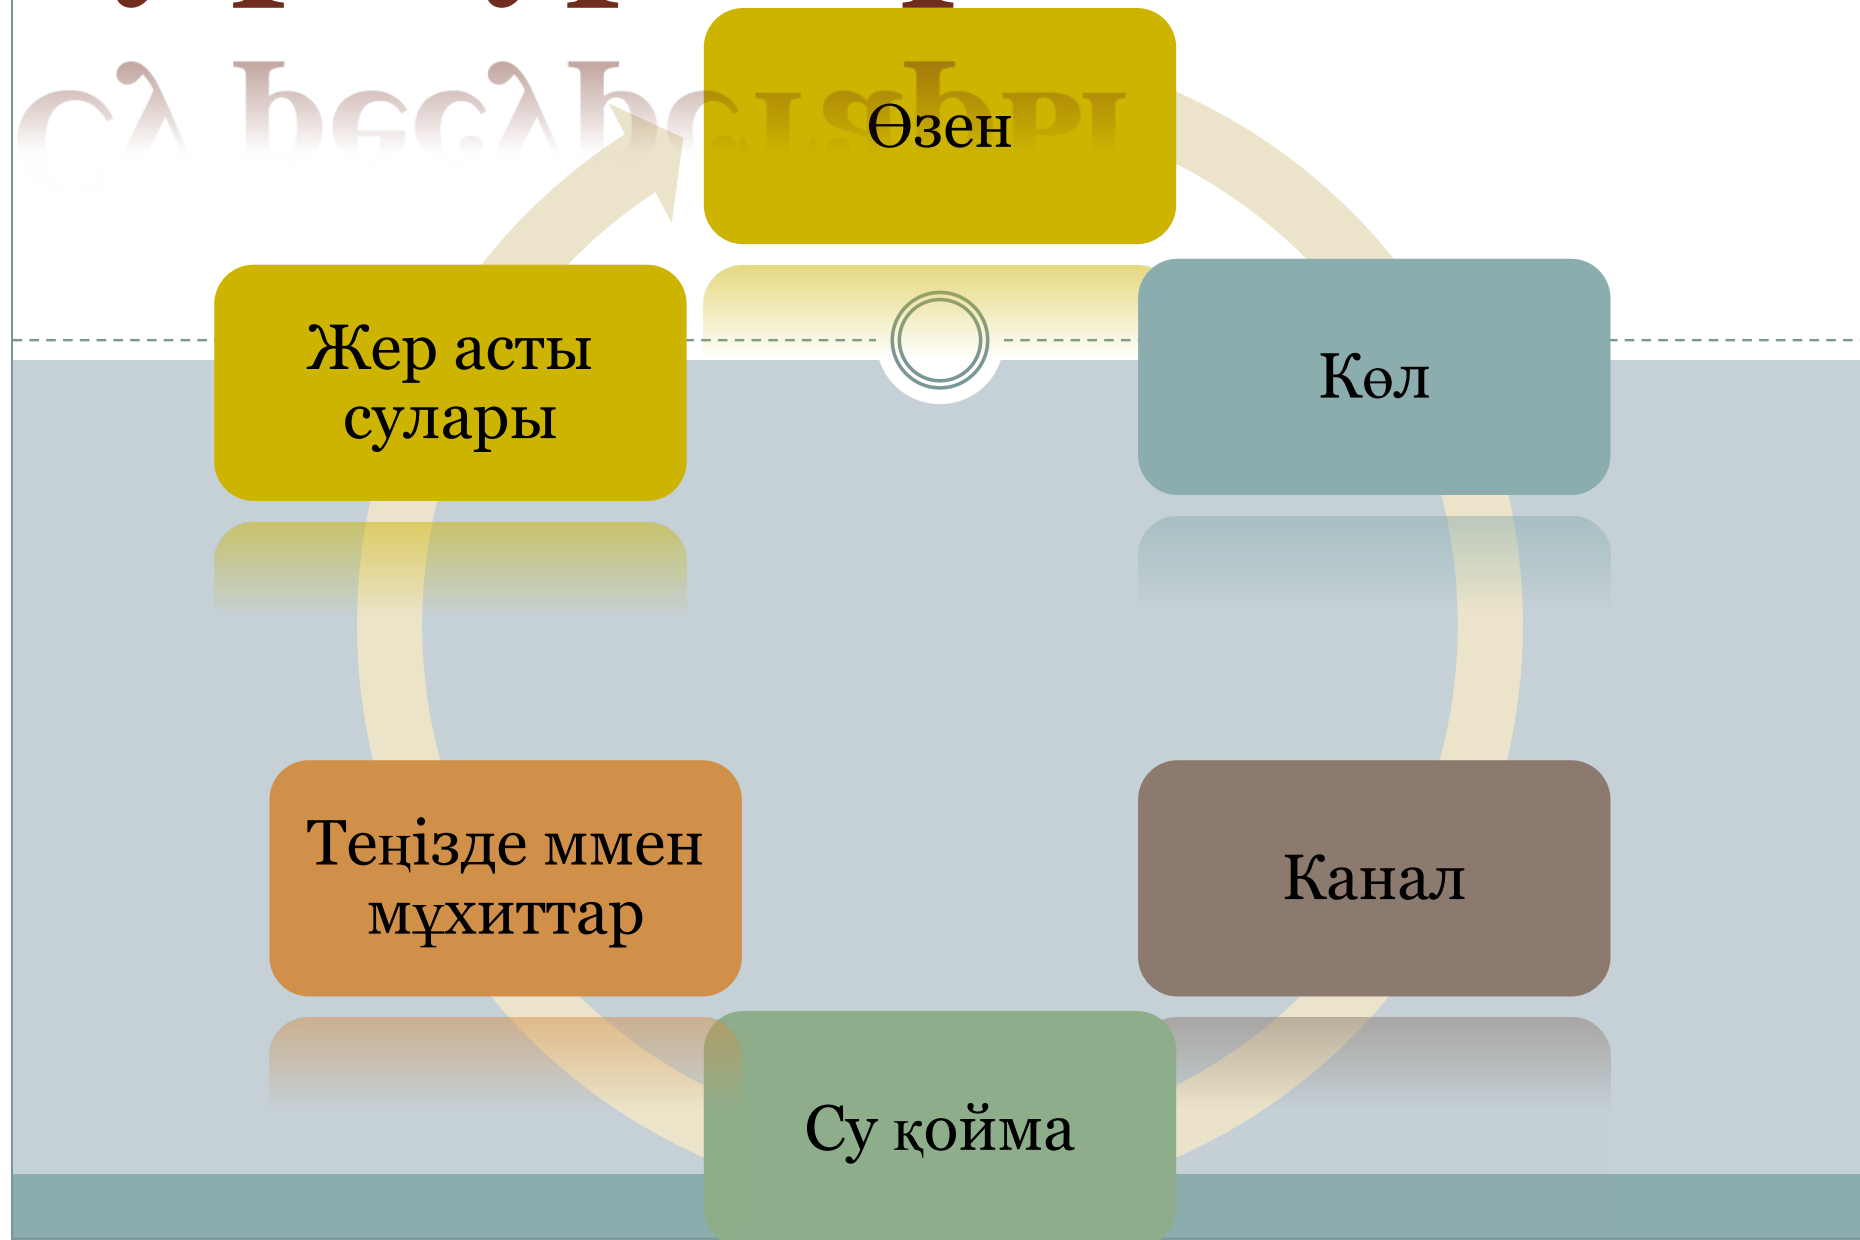 Өзен
Көл
Канал
Су қойма
Теңізде ммен
мұхиттар
Жер асты
сулары